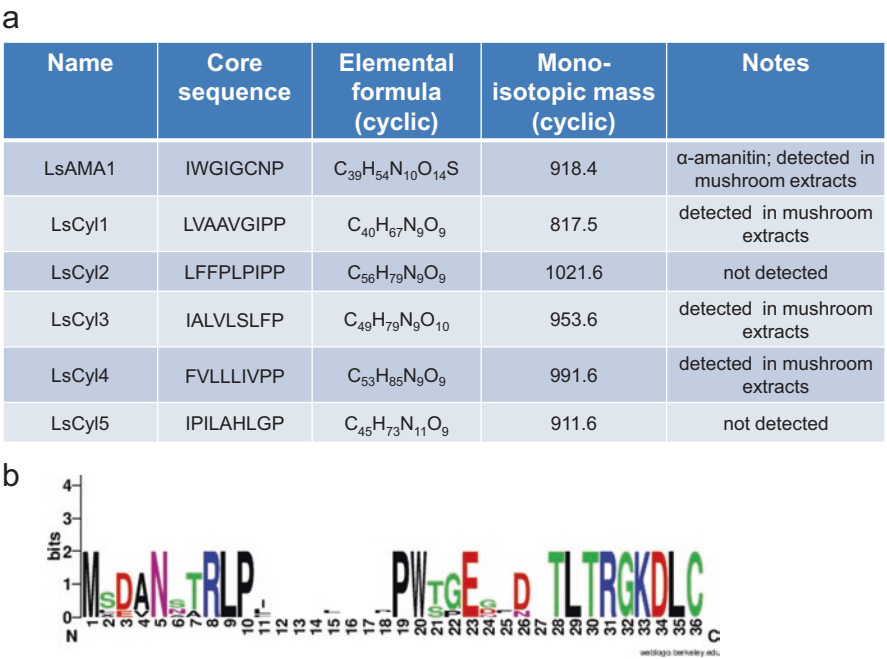 a
Name Core sequence Elemental formula (cyclic) Mono-isotopic mass (cyclic) Notes
LsAMA1 IWGIGCNP C39H54N10O14S 918.4 α-amanitin; detected in mushroom extracts
LsCyl1 LVAAVGIPP C40H67N9O9 817.5 detected in mushroom extracts
LsCyl2 LFFPLPIPP C56H79N9O9 1021.6 not detected
LsCyl3 IALVLSLFP C49H79N9O10 953.6 detected in mushroom extracts
LsCyl4 FVLLLIVPP C53H85N9O9 991.6 detected in mushroom extracts
LsCyl5 IPILAHLGP C45H73N11O9 911.6 not detected
b
bits
4
3
2
1
0
MSDANSTRLPI PWTGEGD TLTRGKDLC
N 1 2 3 4 5 6 7 8 9 10 11 12 13 14 15 16 17 18 19 20 21 22 23 24 25 26 27 28 29 30 31 32 33 34 35 36 C
weblogo.berkeley.edu